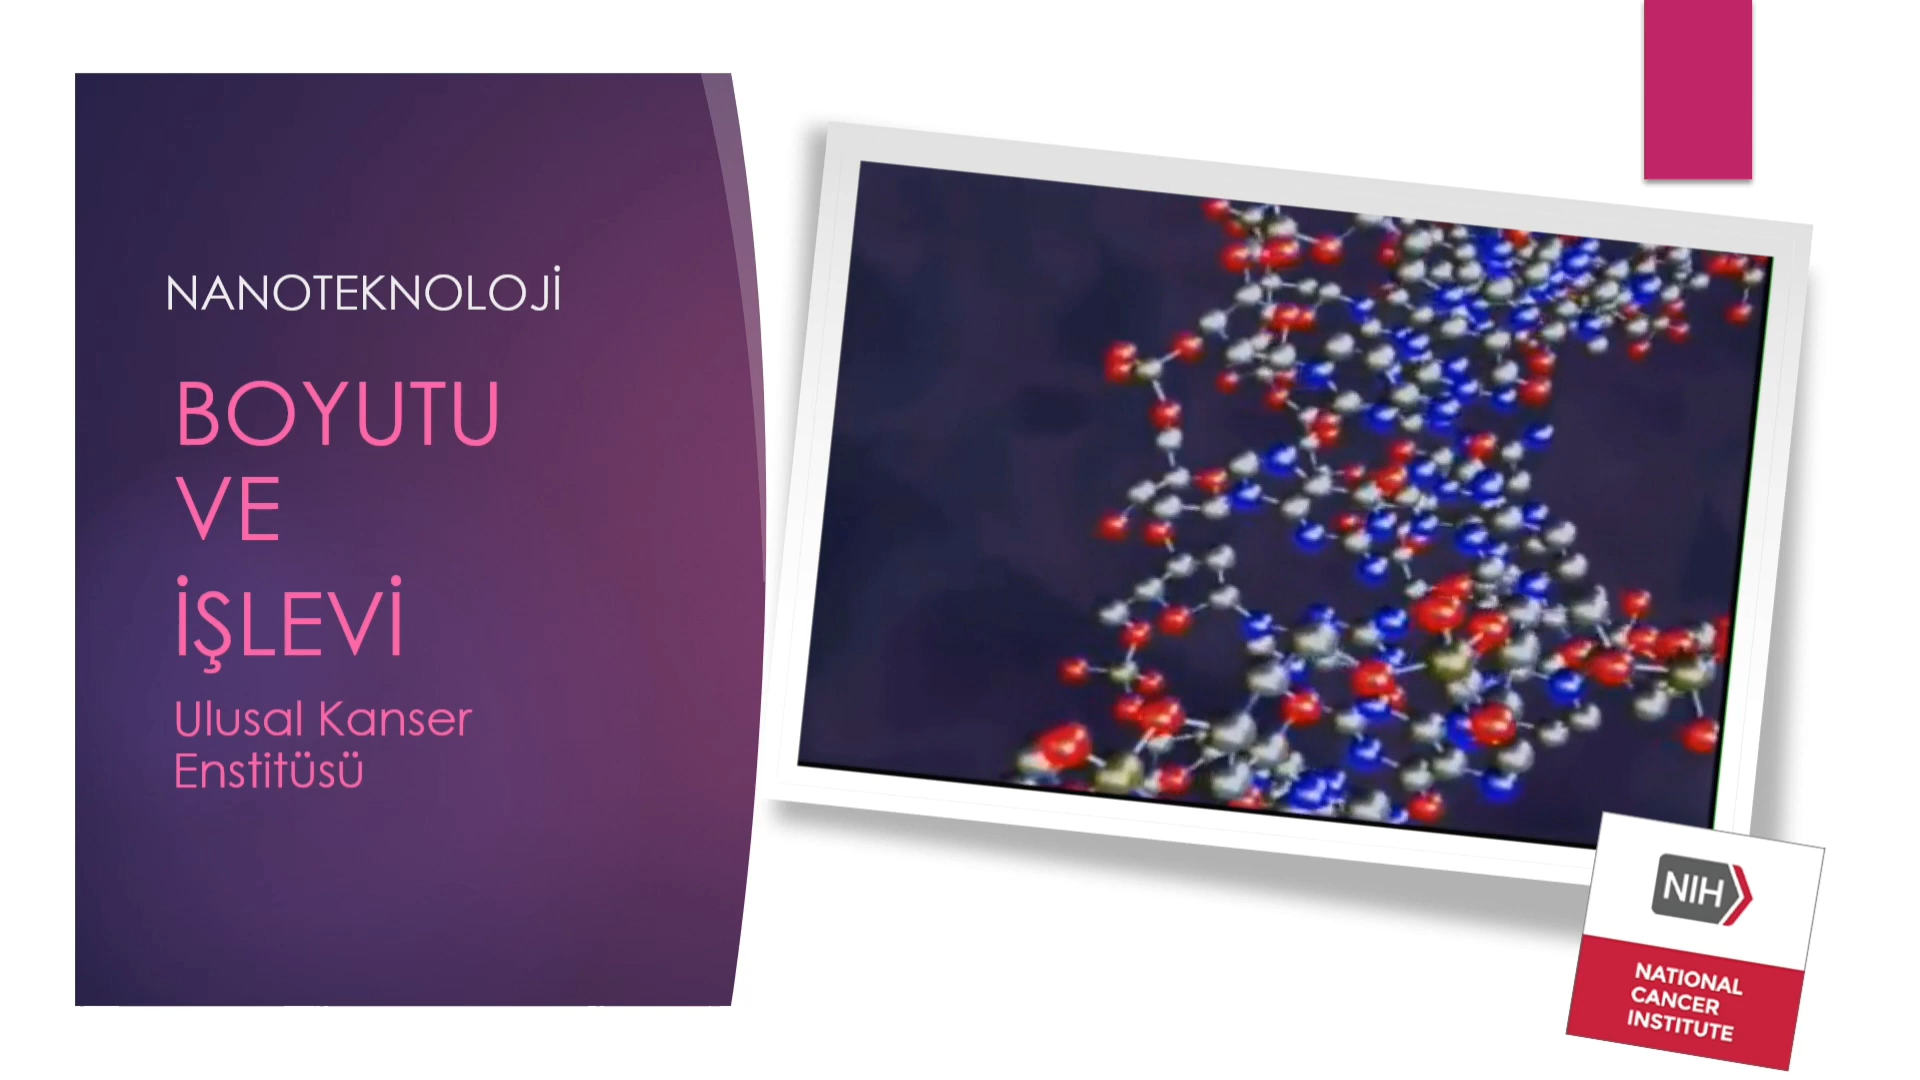 NANOTEKNOLOJİ
BOYUTU
VE
İŞLEVİ
Ulusal Kanser
Enstitüsü
NIH
NATIONAL
CANCER
INSTITUTE